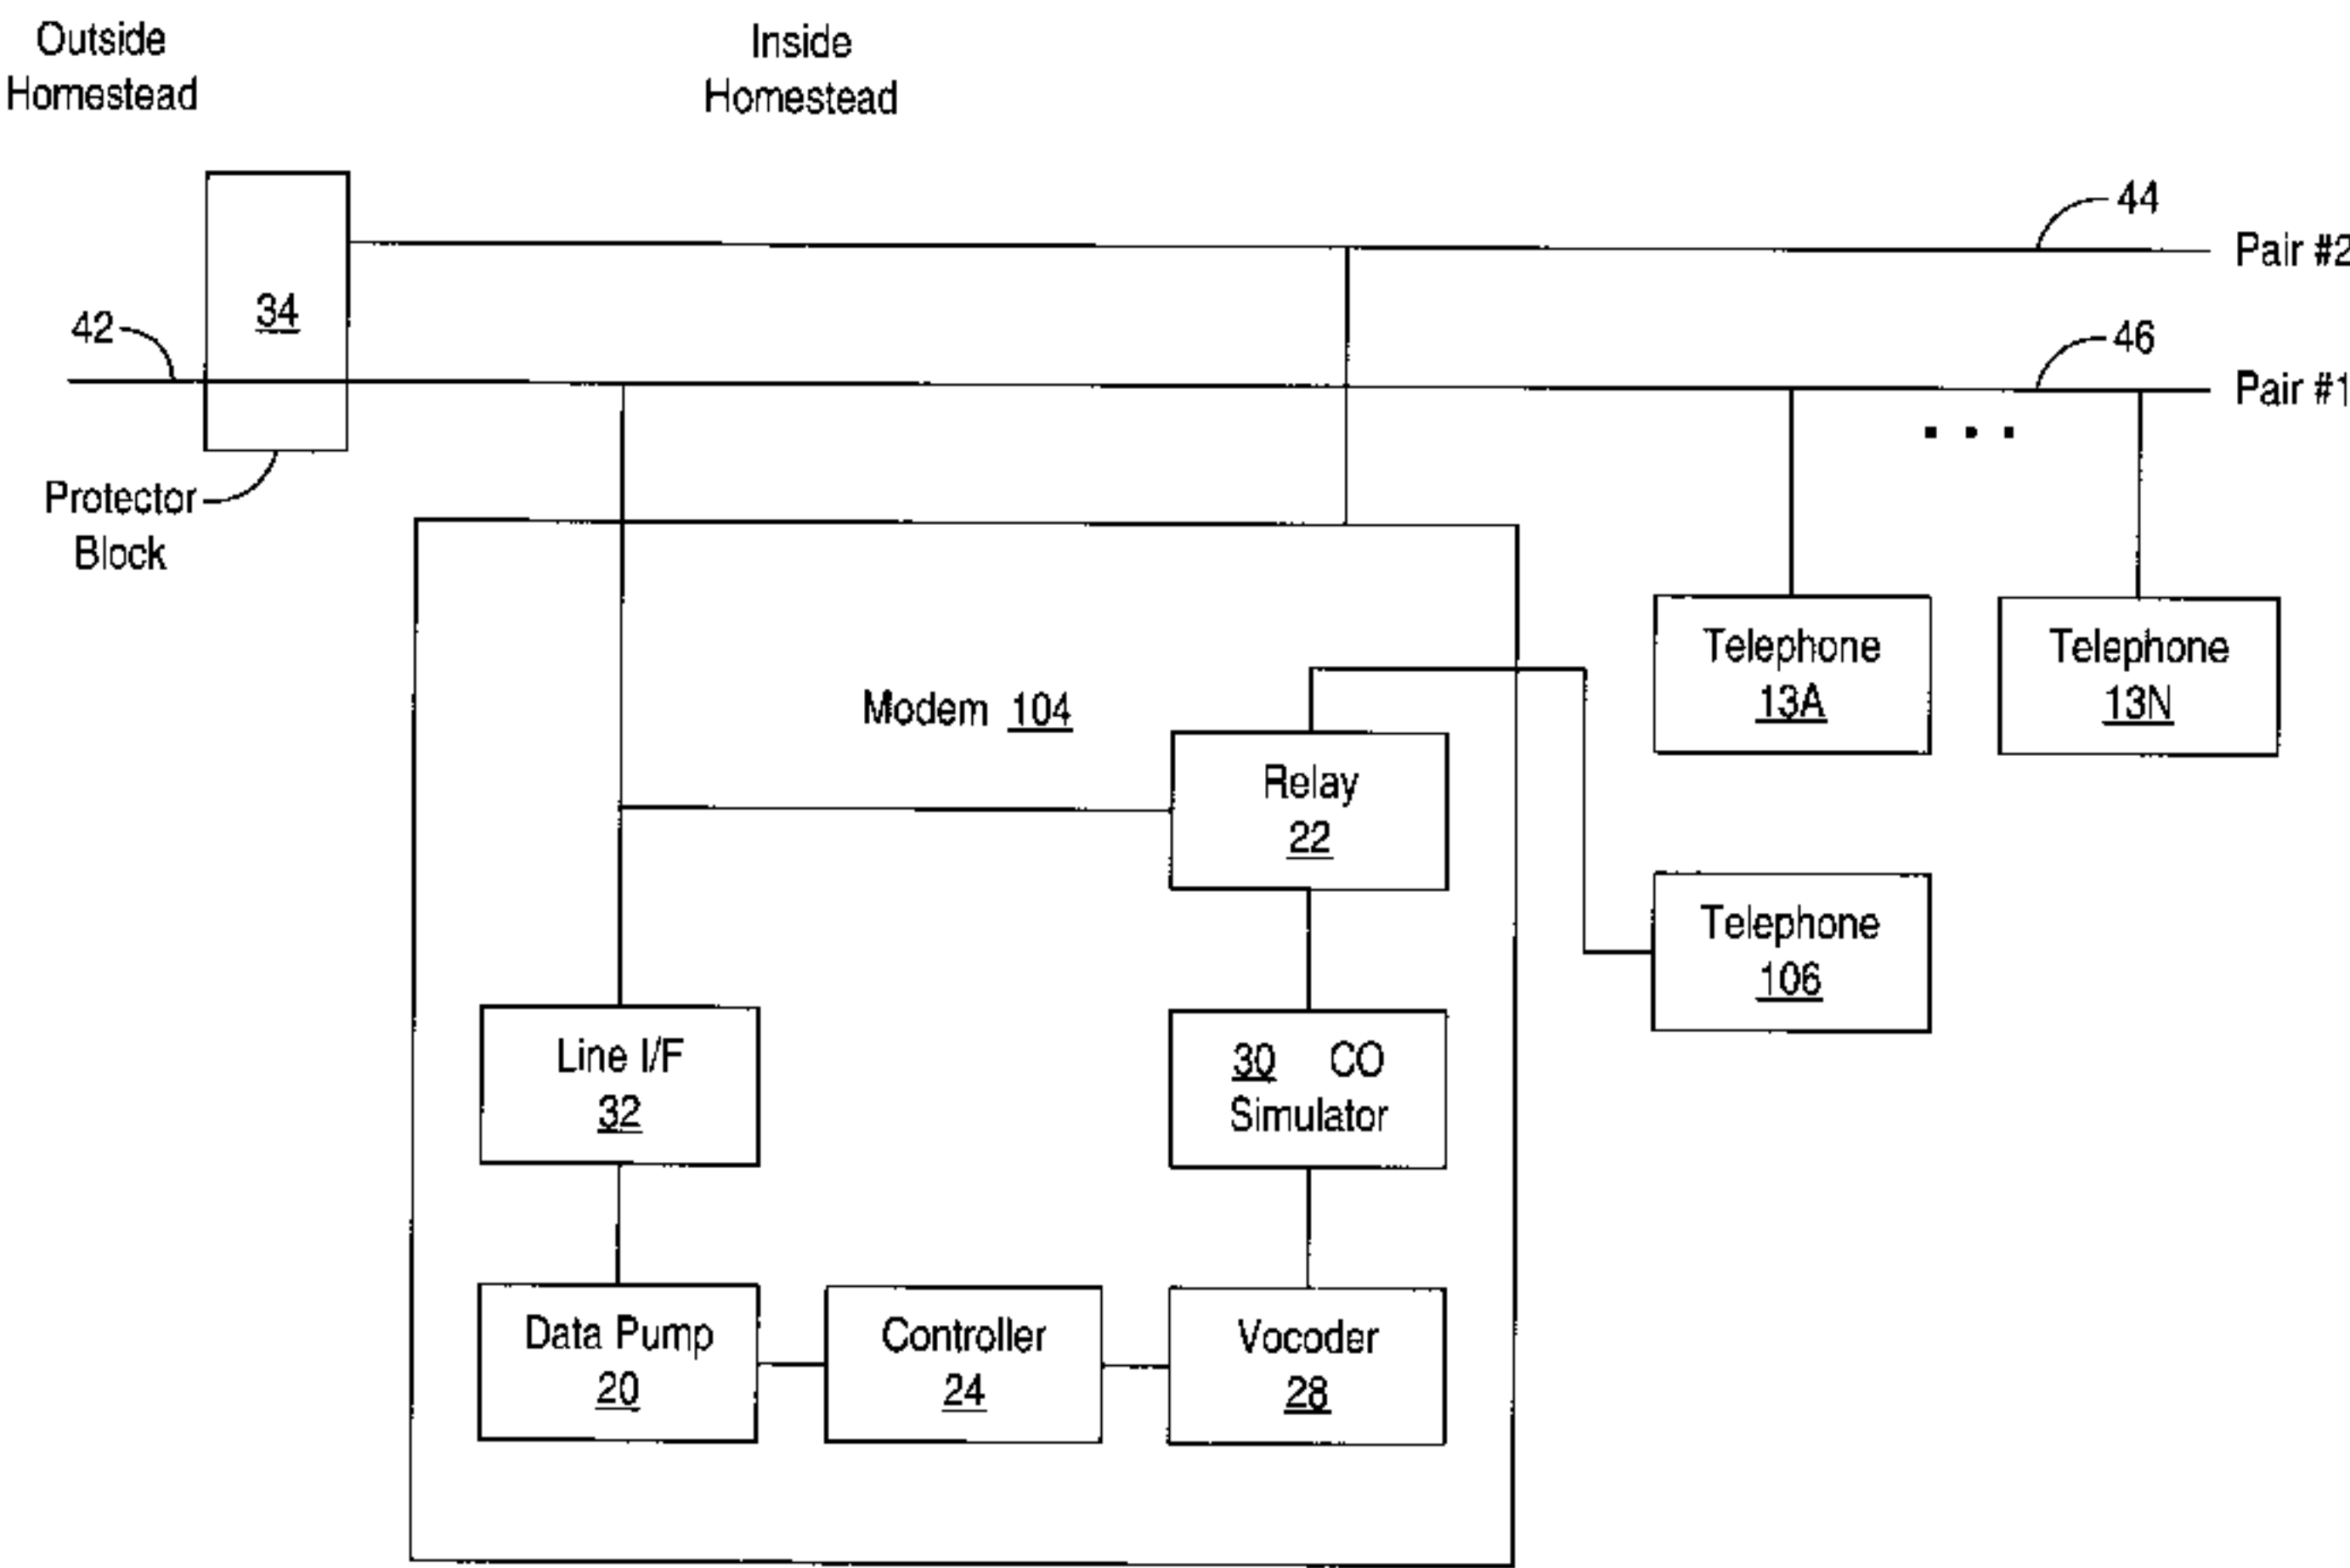 Outside
Homestead
Inside
Homestead
44
Pair #2
34
42
46
Pair #1
Protector
Block
Telephone
13A
Telephone
13N
Modem 104
Relay
22
Telephone
106
Line I/F
32
30 CO
Simulator
Data Pump
20
Controller
24
Vocoder
28